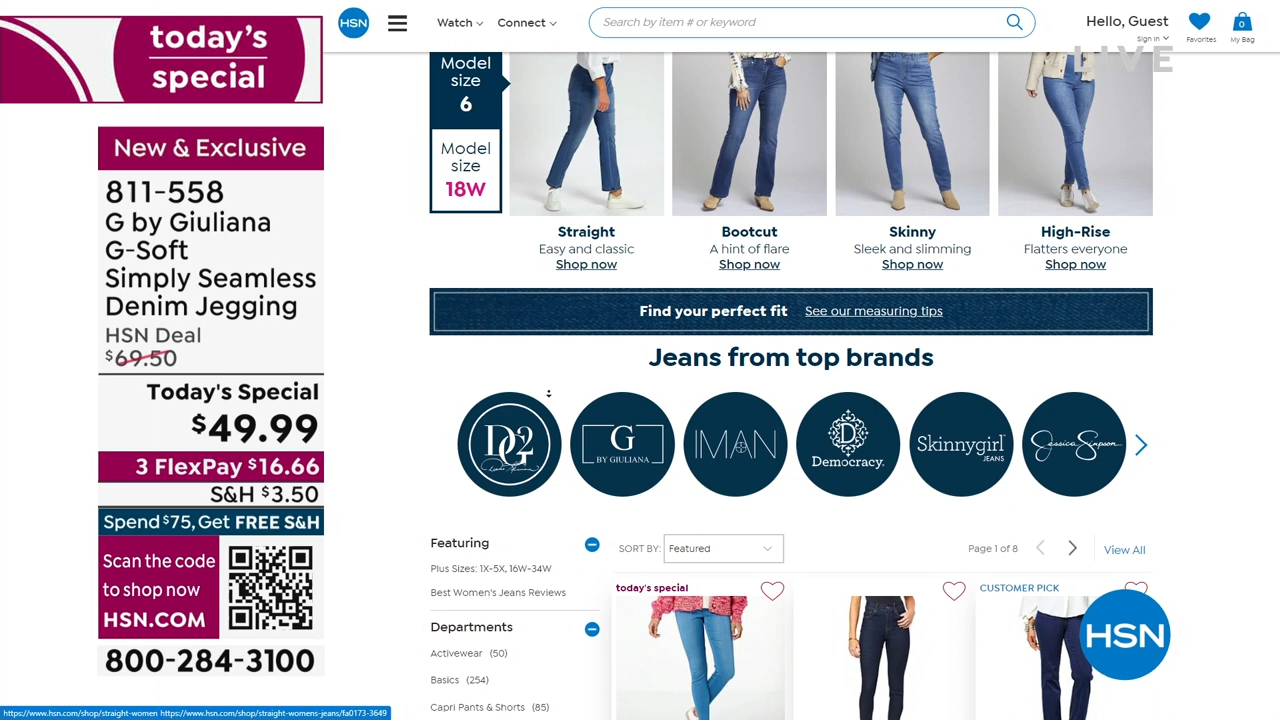 today's
special
New & Exclusive
811-558
G by Giuliana
G-Soft
Simply Seamless
Denim Jegging
HSN Deal
$69.50
Today's Special
$49.99
3 FlexPay $16.66
S&H $3.50
Spend $75, Get FREE S&H
Scan the code
to shop now
HSN.COM
800-284-3100
HSN
Watch
Connect
Search by item # or keyword
Hello, Guest
Sign In
Favorites
0
My Bag
LIVE
Model
size
6
Model
size
18W
Straight
Easy and classic
Shop now
Bootcut
A hint of flare
Shop now
Skinny
Sleek and slimming
Shop now
High-Rise
Flatters everyone
Shop now
Find your perfect fit See our measuring tips
Jeans from top brands
DG2
G
BY GIULIANA
IMAN
D
Democracy.
Skinnygirl
JEANS
Jessica Simpson
Featuring
Plus Sizes: 1X-5X, 16W-34W
Best Women's Jeans Reviews
Departments
Activewear (50)
Basics (254)
Capri Pants & Shorts (85)
SORT BY: Featured
Page 1 of 8
View All
today's special
CUSTOMER PICK
HSN
https://www.hsn.com/shop/straight-women https://www.hsn.com/shop/straight-womens-jeans/fa0173-3649